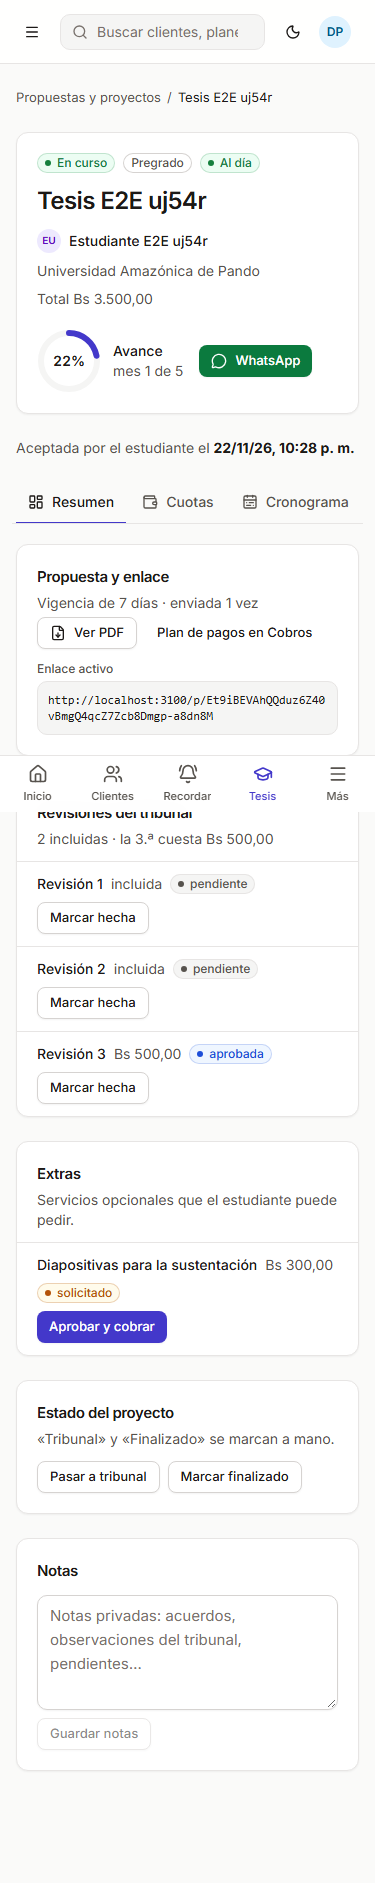 Buscar clientes, plane
DP
Propuestas y proyectos / Tesis E2E uj54r
En curso
Pregrado
Al día
Tesis E2E uj54r
EU
Estudiante E2E uj54r
Universidad Amazónica de Pando
Total Bs 3.500,00
22%
Avance
mes 1 de 5
WhatsApp
Aceptada por el estudiante el 22/11/26, 10:28 p. m.
Resumen
Cuotas
Cronograma
Propuesta y enlace
Vigencia de 7 días · enviada 1 vez
Ver PDF
Plan de pagos en Cobros
Enlace activo
http://localhost:3100/p/Et9iBEVAhQQduz6Z40
vBmgQ4qcZ7Zcb8Dmgp-a8dn8M
Inicio
Clientes
Recordar
Tesis
Más
Revisiones del tribunal
2 incluidas · la 3.ª cuesta Bs 500,00
Revisión 1 incluida pendiente
Marcar hecha
Revisión 2 incluida pendiente
Marcar hecha
Revisión 3 Bs 500,00 aprobada
Marcar hecha
Extras
Servicios opcionales que el estudiante puede
pedir.
Diapositivas para la sustentación Bs 300,00
solicitado
Aprobar y cobrar
Estado del proyecto
«Tribunal» y «Finalizado» se marcan a mano.
Pasar a tribunal
Marcar finalizado
Notas
Notas privadas: acuerdos,
observaciones del tribunal,
pendientes...
Guardar notas